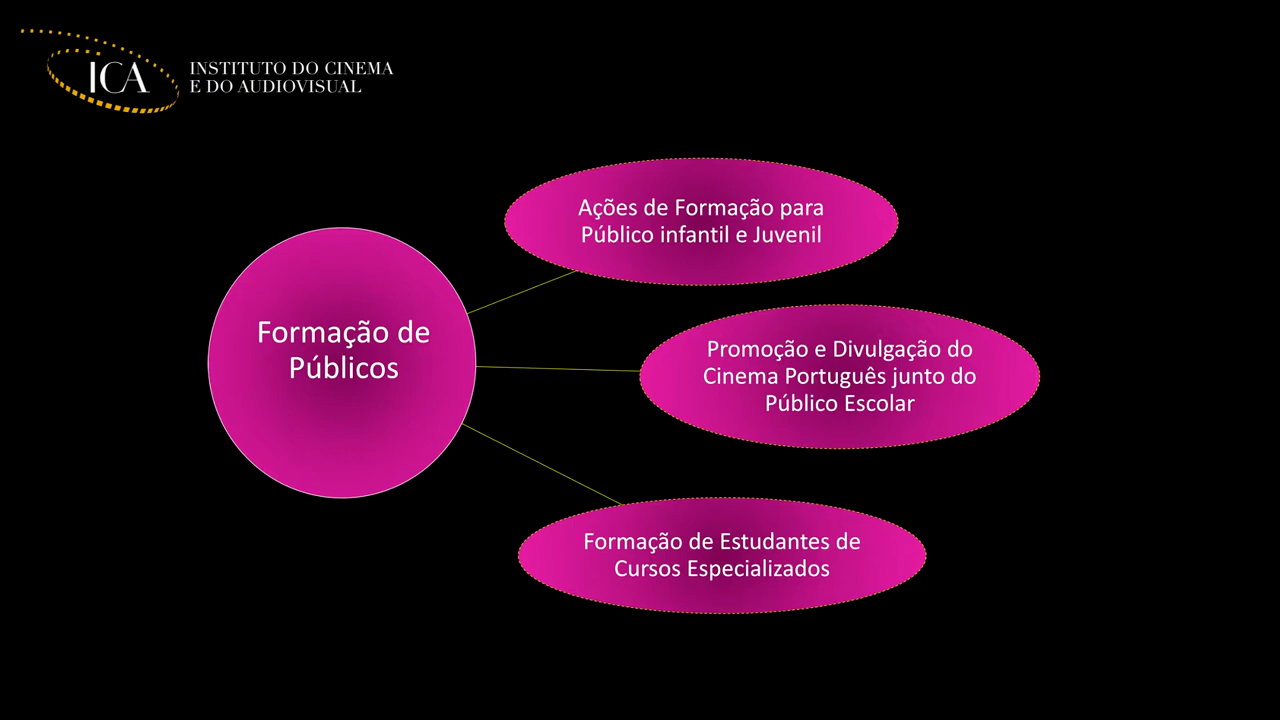 ICA
INSTITUTO DO CINEMA
E DO AUDIOVISUAL
Ações de Formação para
Público infantil e Juvenil
Formação de
Públicos
Promoção e Divulgação do
Cinema Português junto do
Público Escolar
Formação de Estudantes de
Cursos Especializados